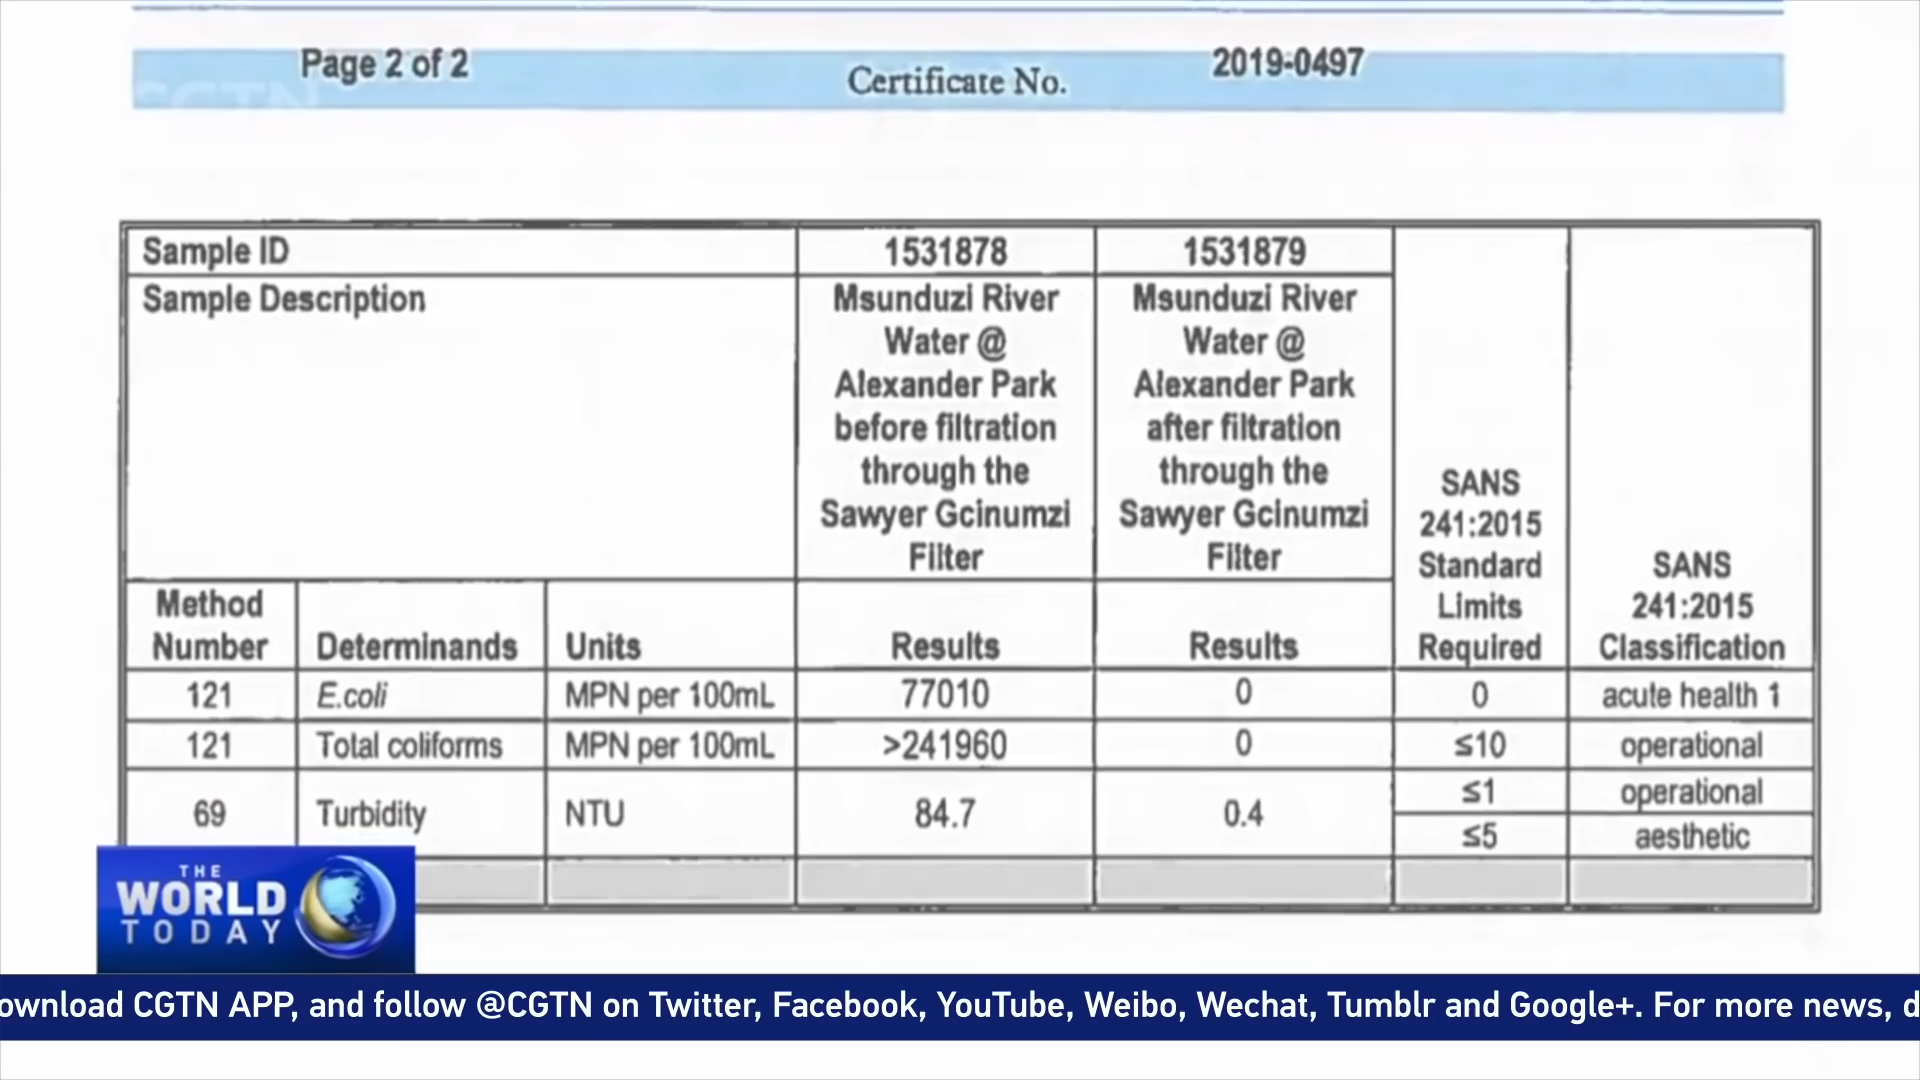 Page 2 of 2
Certificate No.
2019-0497
CGTN
Sample ID
1531878
1531879
Sample Description
Msunduzi River
Water @
Alexander Park
before filtration
through the
Sawyer Gcinumzi
Filter
Msunduzi River
Water @
Alexander Park
after filtration
through the
Sawyer Gcinumzi
Filter
SANS
241:2015
Standard
Limits
Required
SANS
241:2015
Classification
Method
Number
Determinands
Units
Results
Results
121
E.coli
MPN per 100mL
77010
0
0
acute health 1
121
Total coliforms
MPN per 100mL
>241960
0
≤10
operational
69
Turbidity
NTU
84.7
0.4
≤1
operational
≤5
aesthetic
THE
WORLD
TODAY
ownload CGTN APP, and follow @CGTN on Twitter, Facebook, YouTube, Weibo, Wechat, Tumblr and Google+. For more news, d